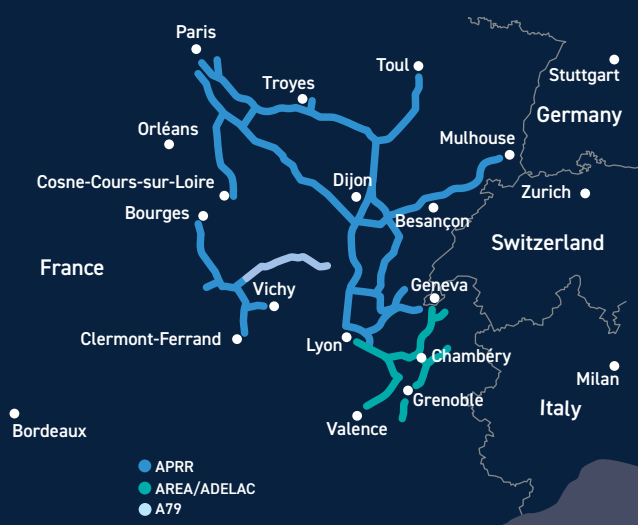 Paris
Toul
Stuttgart
Troyes
Germany
Orléans
Mulhouse
Cosne-Cours-sur-Loire
Dijon
Zurich
Bourges
Besançon
Switzerland
France
Vichy
Geneva
Clermont-Ferrand
Lyon
Chambéry
Milan
Grenoble
Italy
Bordeaux
Valence
APRR
AREA/ADELAC
A79